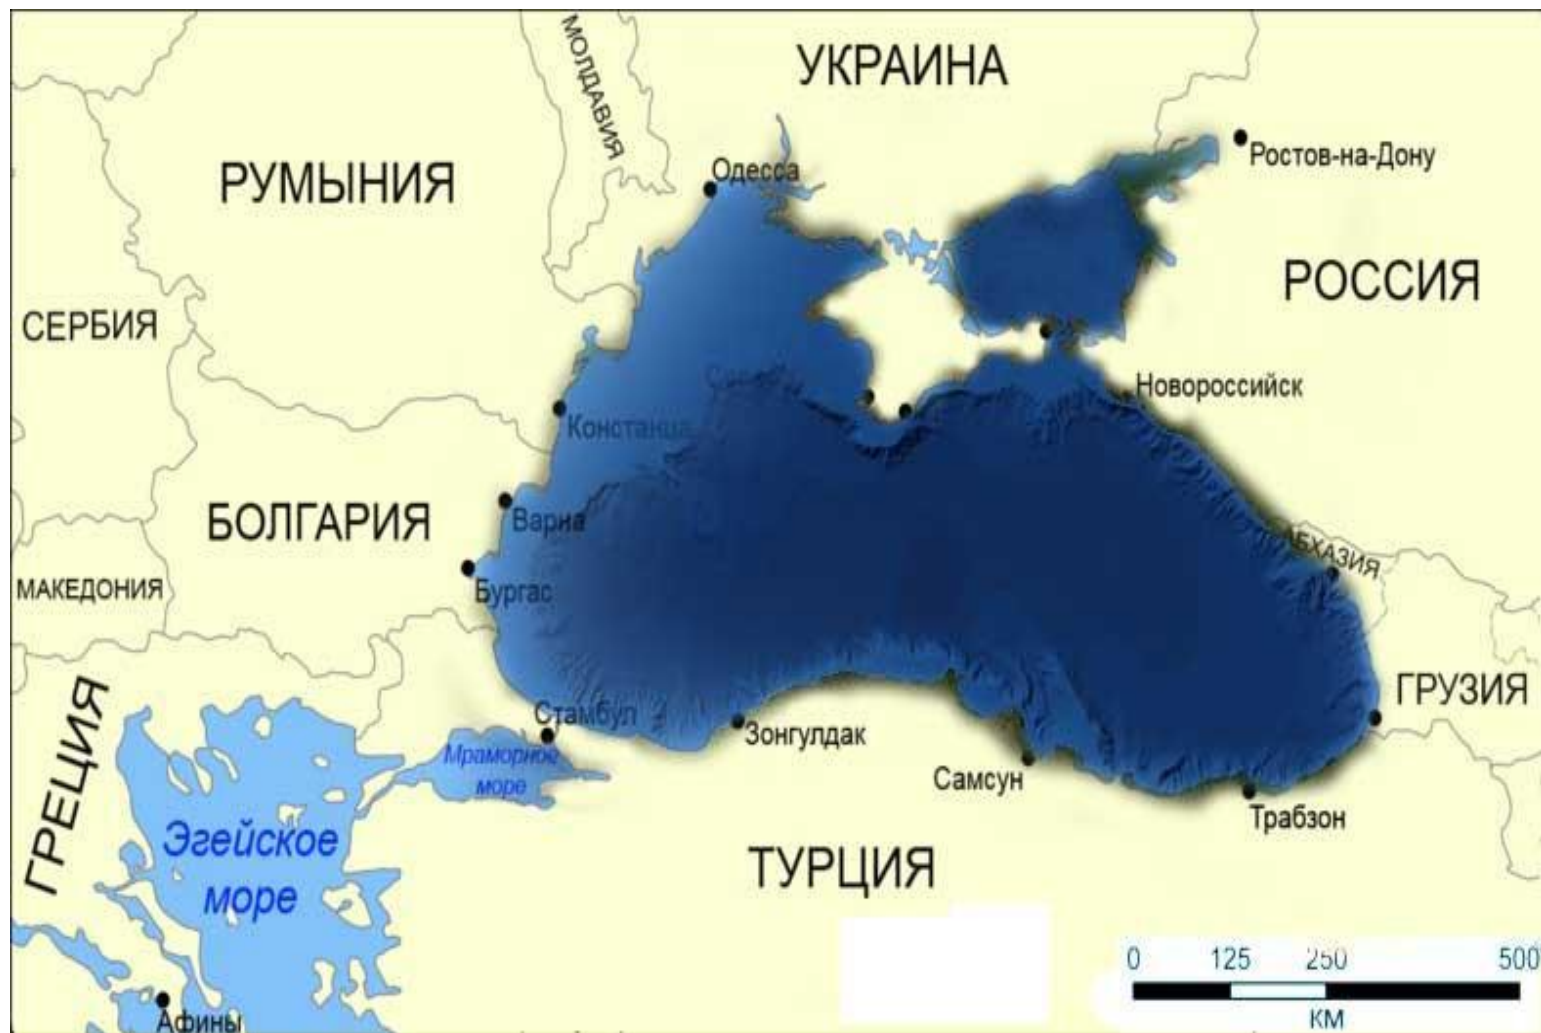 МОЛДАВИЯ
УКРАИНА
Ростов-на-Дону
РУМЫНИЯ
Одесса
РОССИЯ
СЕРБИЯ
Новороссийск
Констанца
БОЛГАРИЯ
Варна
АБХАЗИЯ
МАКЕДОНИЯ
Бургас
ГРУЗИЯ
ГРЕЦИЯ
Стамбул
Зонгулдак
Мраморное
море
Самсун
Трабзон
Эгейское
море
ТУРЦИЯ
0 125 250 500
КМ
Афины